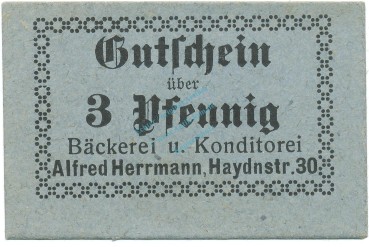 Gutschein
über
3 Pfennig
Bäckerei u. Konditorei
Alfred Herrmann, Haydnstr. 30.